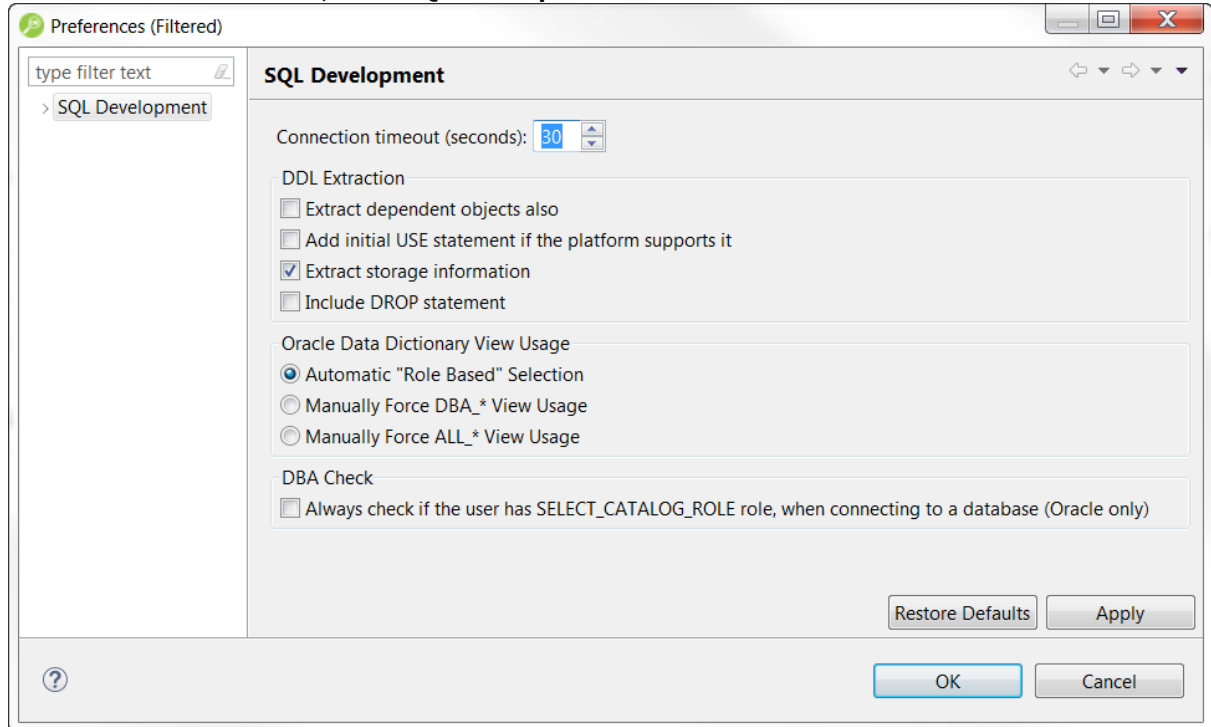 Preferences (Filtered)
type filter text
SQL Development
SQL Development
Connection timeout (seconds): 30
DDL Extraction
Extract dependent objects also
Add initial USE statement if the platform supports it
Extract storage information
Include DROP statement
Oracle Data Dictionary View Usage
Automatic "Role Based" Selection
Manually Force DBA_* View Usage
Manually Force ALL_* View Usage
DBA Check
Always check if the user has SELECT_CATALOG_ROLE role, when connecting to a database (Oracle only)
Restore Defaults Apply
OK Cancel